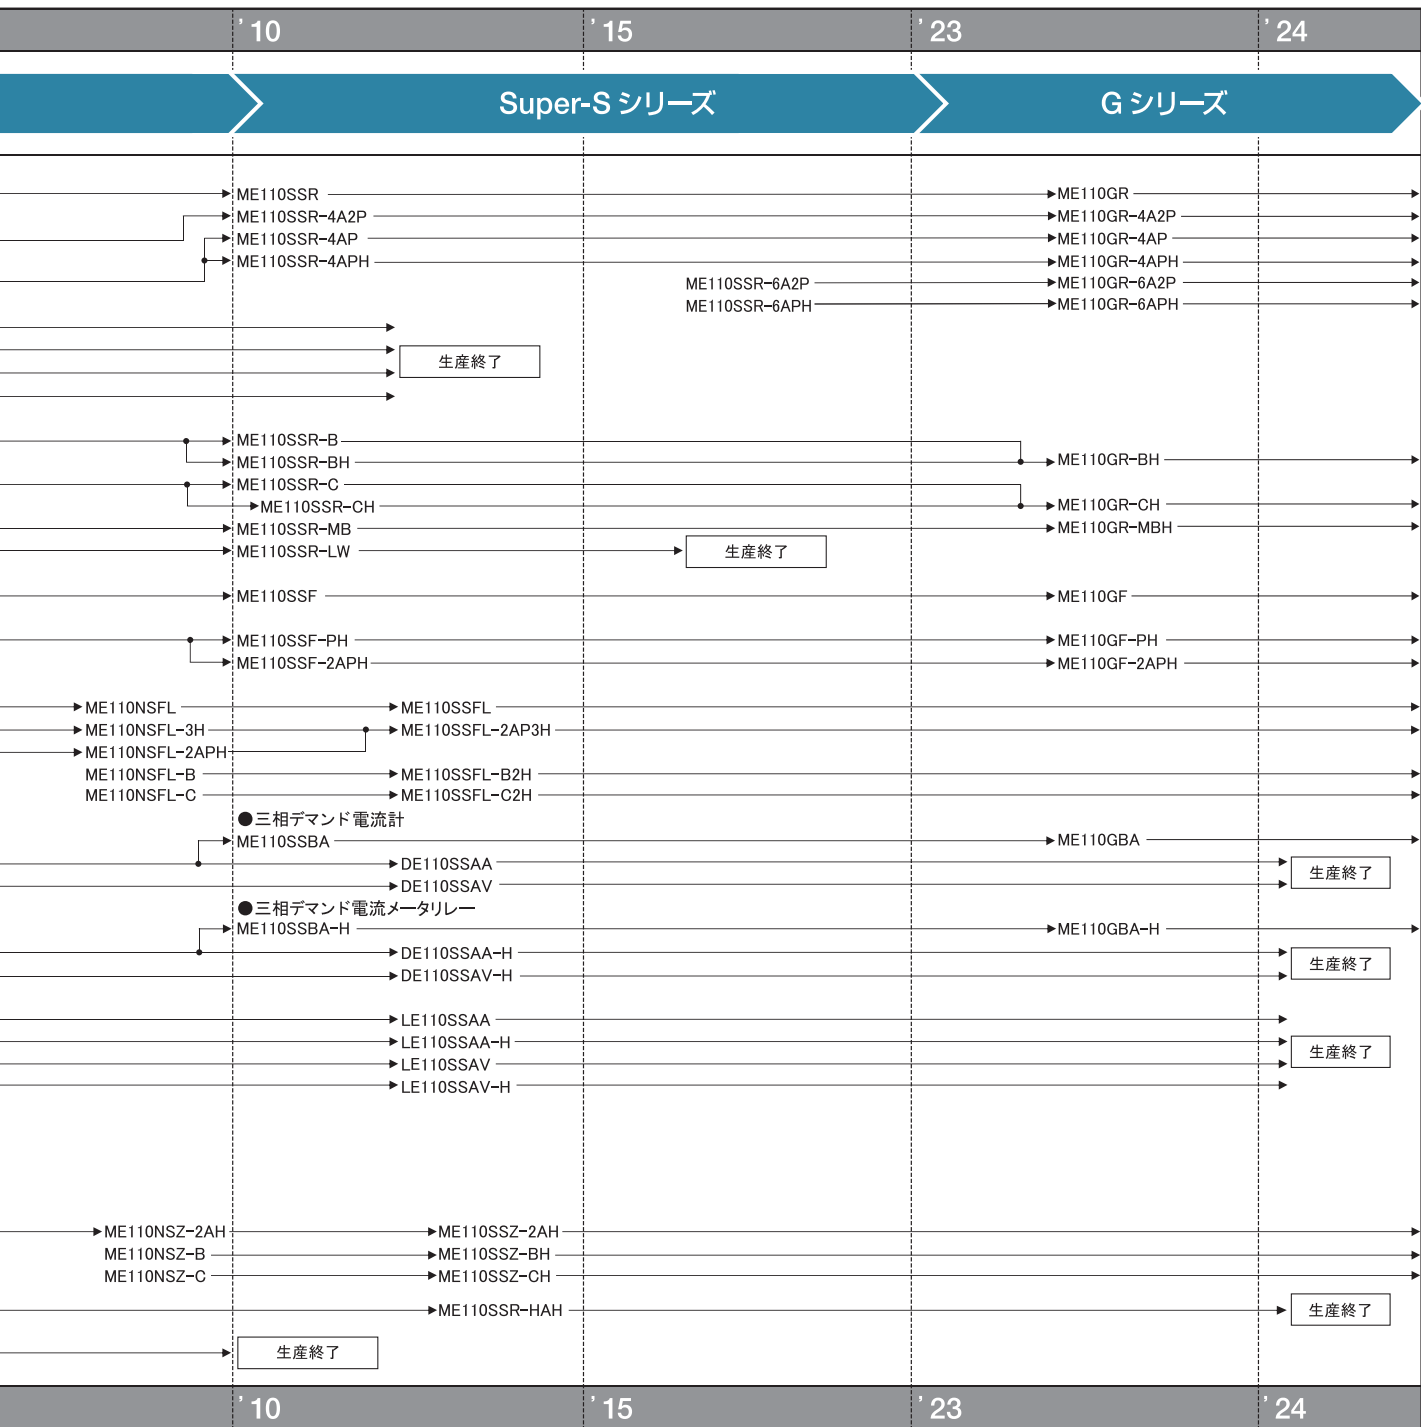 '10 '15 '23 '24
Super-S シリーズ G シリーズ
ME110SSR ME110GR
ME110SSR-4A2P ME110GR-4A2P
ME110SSR-4AP ME110GR-4AP
ME110SSR-4APH ME110GR-4APH
ME110SSR-6A2P ME110GR-6A2P
ME110SSR-6APH ME110GR-6APH
生産終了
ME110SSR-B
ME110SSR-BH ME110GR-BH
ME110SSR-C
ME110SSR-CH ME110GR-CH
ME110SSR-MB ME110GR-MBH
ME110SSR-LW 生産終了
ME110SSF ME110GF
ME110SSF-PH ME110GF-PH
ME110SSF-2APH ME110GF-2APH
ME110NSFL ME110SSFL
ME110NSFL-3H ME110SSFL-2AP3H
ME110NSFL-2APH
ME110NSFL-B ME110SSFL-B2H
ME110NSFL-C ME110SSFL-C2H
●三相デマンド電流計
ME110SSBA ME110GBA
DE110SSAA
生産終了
DE110SSAV
●三相デマンド電流メータリレー
ME110SSBA-H ME110GBA-H
DE110SSAA-H
生産終了
DE110SSAV-H
LE110SSAA
LE110SSAA-H
生産終了
LE110SSAV
LE110SSAV-H
ME110NSZ-2AH ME110SSZ-2AH
ME110NSZ-B ME110SSZ-BH
ME110NSZ-C ME110SSZ-CH
ME110SSR-HAH 生産終了
生産終了
'10 '15 '23 '24